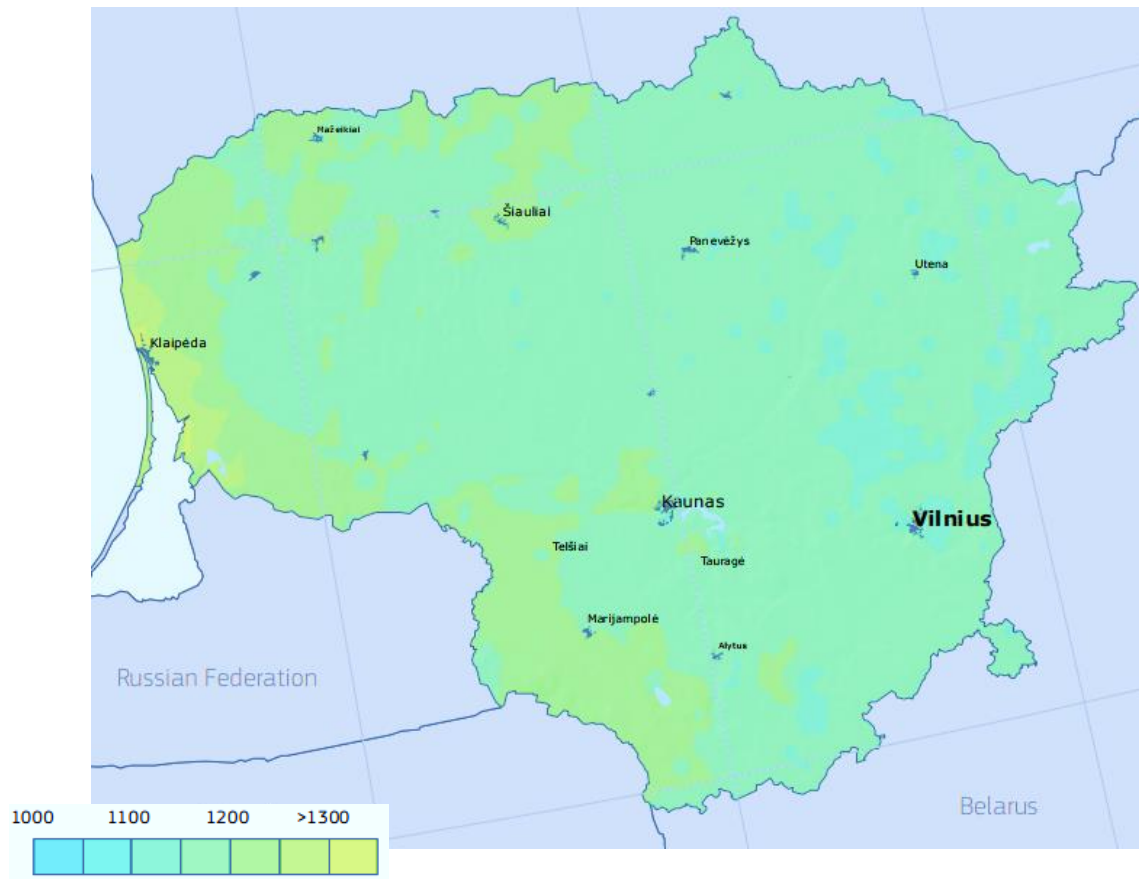 Mažeikiai
Šiauliai
Panevėžys
Utena
Klaipėda
Kaunas
Vilnius
Telšiai
Tauragė
Marijampolė
Alytus
Russian Federation
Belarus
1000 1100 1200 >1300